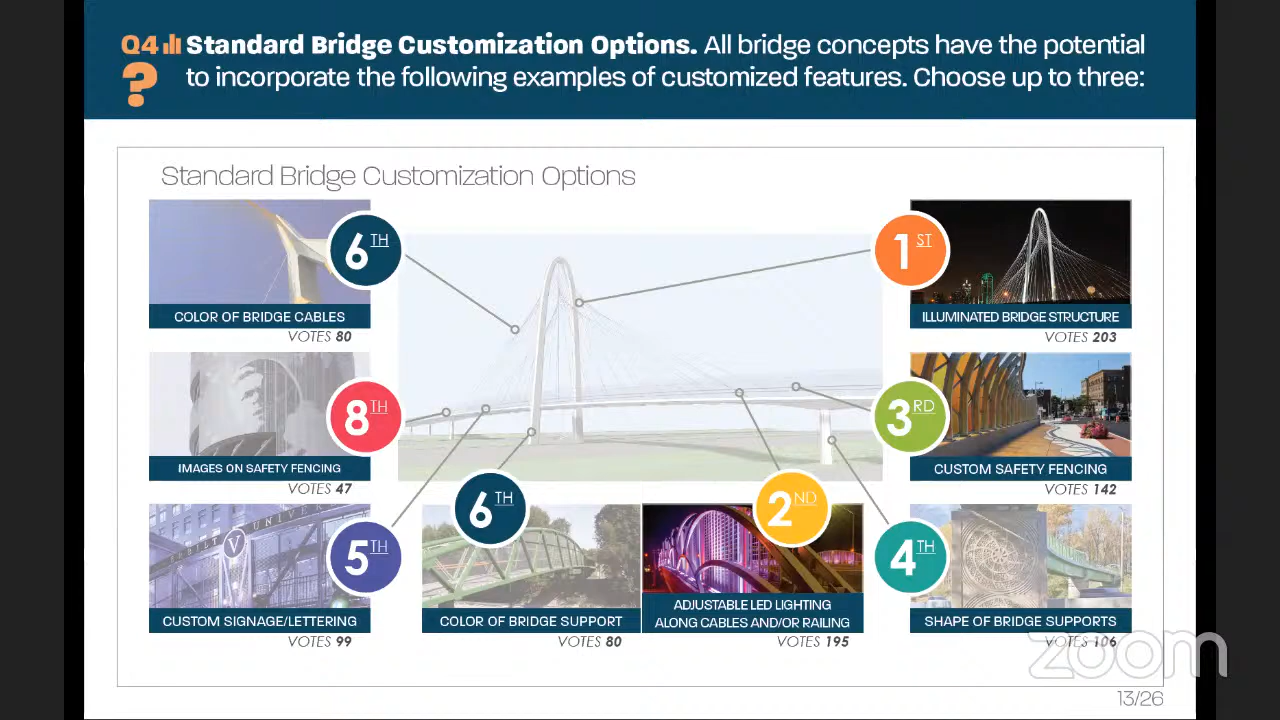 Q4 Standard Bridge Customization Options. All bridge concepts have the potential
? to incorporate the following examples of customized features. Choose up to three:
Standard Bridge Customization Options
6TH
COLOR OF BRIDGE CABLES
VOTES 80
1ST
ILLUMINATED BRIDGE STRUCTURE
VOTES 203
8TH
IMAGES ON SAFETY FENCING
VOTES 47
3RD
CUSTOM SAFETY FENCING
VOTES 142
V UNIVER
5TH
CUSTOM SIGNAGE/LETTERING
VOTES 99
6TH
COLOR OF BRIDGE SUPPORT
VOTES 80
2ND
ADJUSTABLE LED LIGHTING
ALONG CABLES AND/OR RAILING
VOTES 195
4TH
SHAPE OF BRIDGE SUPPORTS
VOTES 106
zoom
13/26